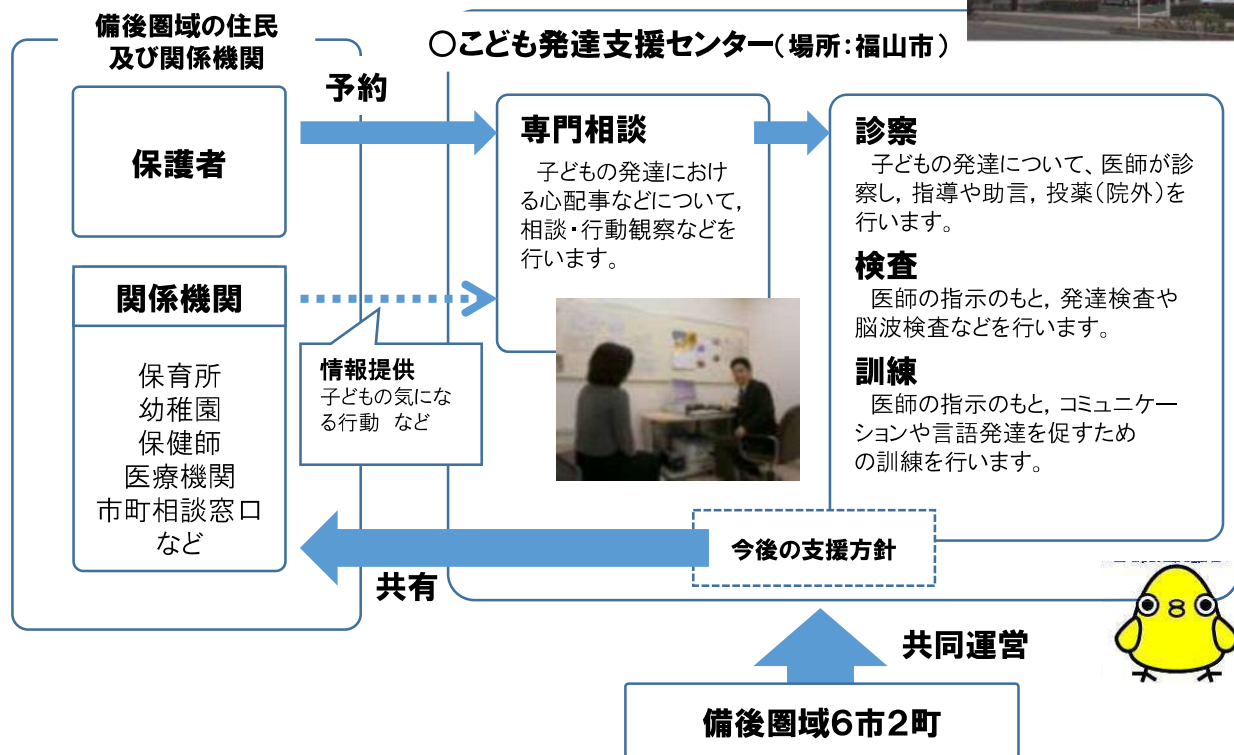 備後圏域の住民
及び関係機関
保護者
関係機関
保育所
幼稚園
保健師
医療機関
市町相談窓口
など
予約
情報提供
子どもの気にな
る行動　など
共有
〇こども発達支援センター（場所：福山市）
専門相談
　子どもの発達におけ
る心配事などについて，
相談・行動観察などを
行います。
診察
　子どもの発達について、医師が診
察し，指導や助言，投薬（院外）を
行います。
検査
　医師の指示のもと，発達検査や
脳波検査などを行います。
訓練
　医師の指示のもと，コミュニケー
ションや言語発達を促すため
の訓練を行います。
今後の支援方針
共同運営
備後圏域６市２町